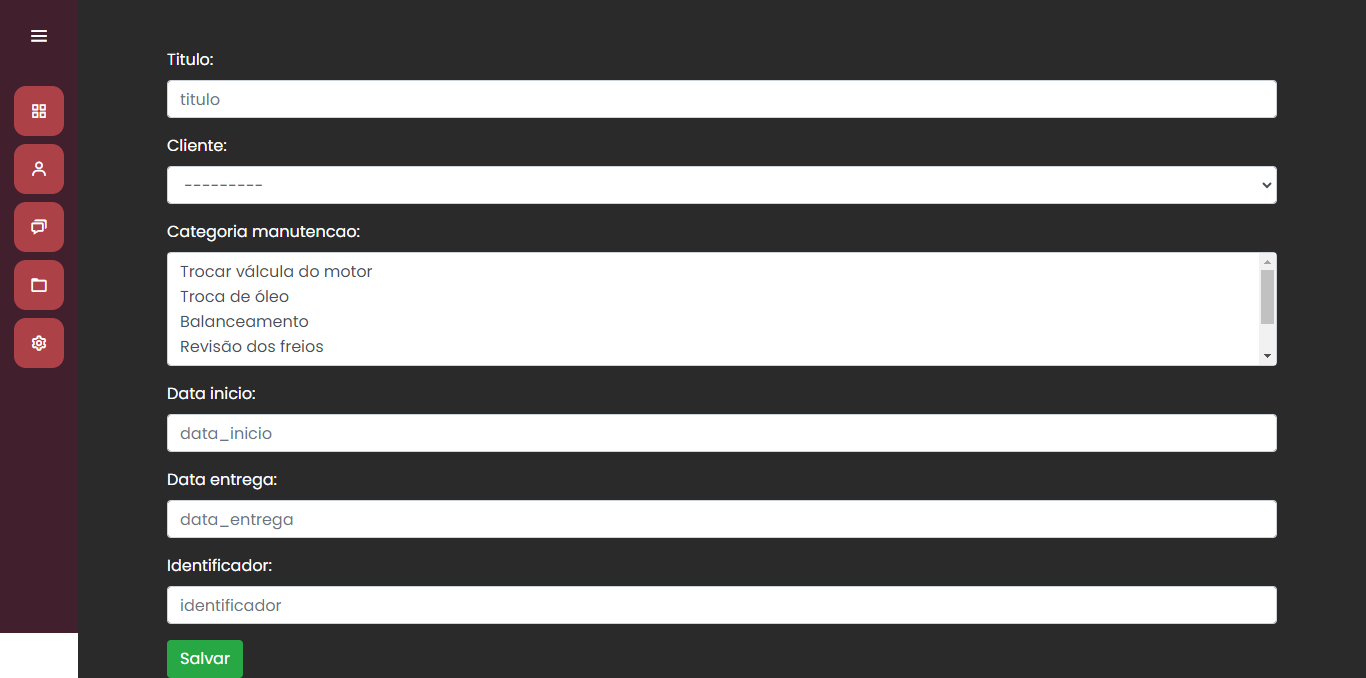 Titulo:
titulo
Cliente:
---------
Categoria manutencao:
Trocar válcula do motor
Troca de óleo
Balanceamento
Revisão dos freios
Data inicio:
data_inicio
Data entrega:
data_entrega
Identificador:
identificador
Salvar